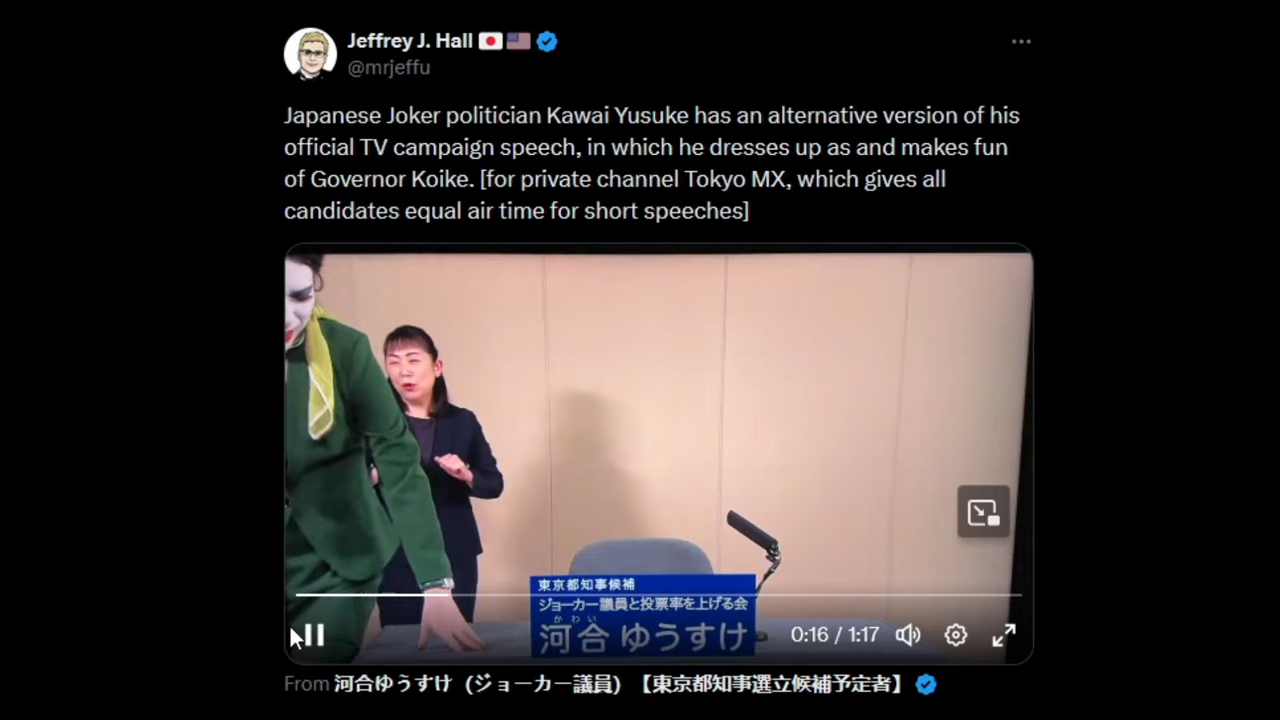 Jeffrey J. Hall 🇯🇵 🇺🇸
@mrjeffu
Japanese Joker politician Kawai Yusuke has an alternative version of his
official TV campaign speech, in which he dresses up as and makes fun
of Governor Koike. [for private channel Tokyo MX, which gives all
candidates equal air time for short speeches]
東京都知事候補
ジョーカー議員と投票率を上げる会
かわい
河合ゆうすけ
0:16 / 1:17
From 河合ゆうすけ (ジョーカー議員) 【東京都知事選立候補予定者】